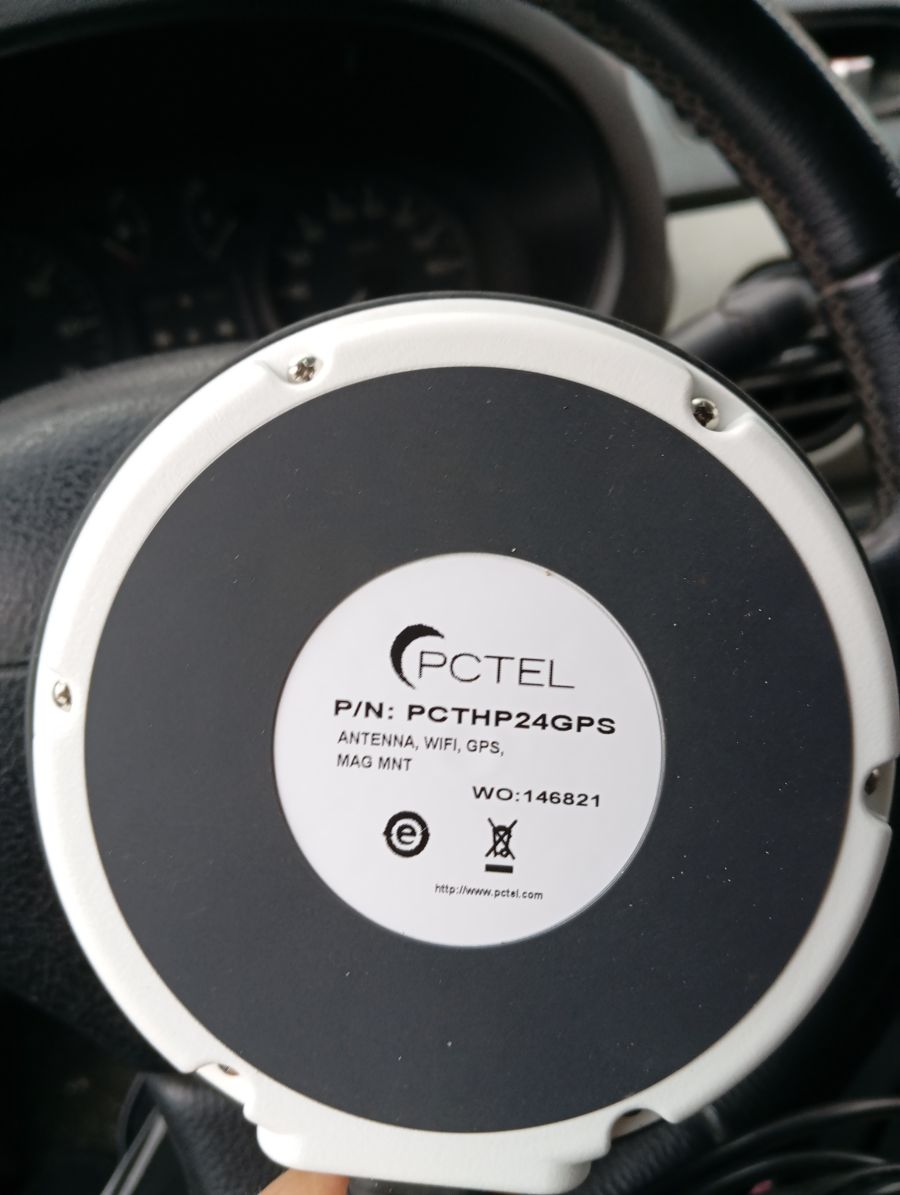 PCTEL
P/N: PCTHP24GPS
ANTENNA, WIFI, GPS,
MAG MNT
WO:146821
e
http://www.pctel.com